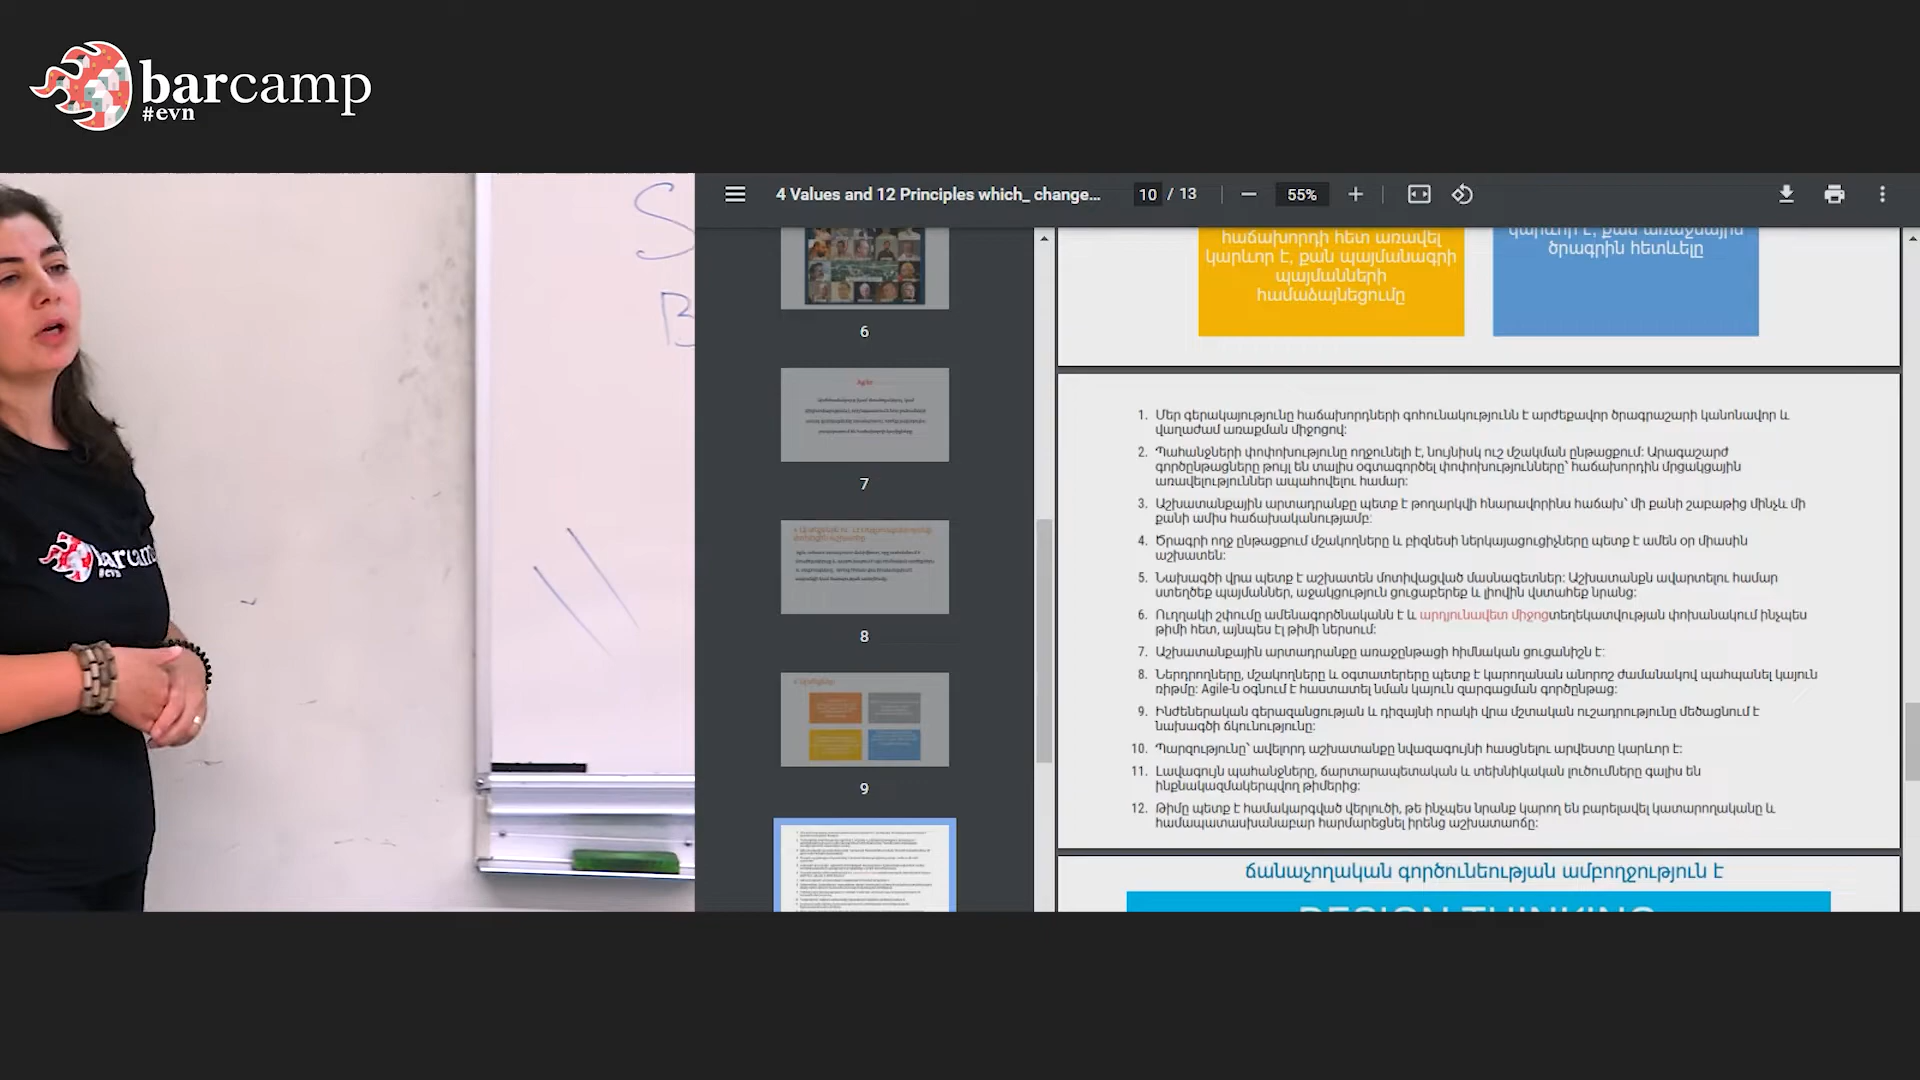 barcamp
#evn
4 Values and 12 Principles which_ change...
10 / 13
55%
S
B
barcamp
#evn
6
Agile
7
8
9
հաճախորդի հետ առավել
կարևոր է, քան պայմանագրի
պայմանների
համաձայնեցումը
կարևոր է, քան առաջնային
ծրագրին հետևելը
1. Մեր գերակայությունը հաճախորդների գոհունակությունն է արժեքավոր ծրագրաշարի կանոնավոր և
վաղաժամ առաքման միջոցով:
2. Պահանջների փոփոխությունը ողջունելի է, նույնիսկ ուշ մշակման ընթացքում: Արագաշարժ
գործընթացները թույլ են տալիս օգտագործել փոփոխությունները՝ հաճախորդին մրցակցային
առավելություններ ապահովելու համար:
3. Աշխատանքային արտադրանքը պետք է թողարկվի հնարավորինս հաճախ՝ մի քանի շաբաթից մինչև մի
քանի ամիս հաճախականությամբ:
4. Ծրագրի ողջ ընթացքում մշակողները և բիզնեսի ներկայացուցիչները պետք է ամեն օր միասին
աշխատեն:
5. Նախագծի վրա պետք է աշխատեն մոտիվացված մասնագետներ: Աշխատանքն ավարտելու համար
ստեղծեք պայմաններ, աջակցություն ցուցաբերեք և լիովին վստահեք նրանց:
6. Ուղղակի շփումը ամենագործնականն է և արդյունավետ միջոցտեղեկատվության փոխանակում ինչպես
թիմի հետ, այնպես էլ թիմի ներսում:
7. Աշխատանքային արտադրանքը առաջընթացի հիմնական ցուցանիշն է:
8. Ներդրողները, մշակողները և օգտատերերը պետք է կարողանան անորոշ ժամանակով պահպանել կայուն
ռիթմը: Agile-ն օգնում է հաստատել նման կայուն զարգացման գործընթաց:
9. Ինժեներական գերազանցության և դիզայնի որակի վրա մշտական ուշադրությունը մեծացնում է
նախագծի ճկունությունը:
10. Պարզությունը՝ ավելորդ աշխատանքը նվազագույնի հասցնելու արվեստը կարևոր է:
11. Լավագույն պահանջները, ճարտարապետական և տեխնիկական լուծումները գալիս են
ինքնակազմակերպվող թիմերից:
12. Թիմը պետք է համակարգված վերլուծի, թե ինչպես նրանք կարող են բարելավել կատարողականը և
համապատասխանաբար հարմարեցնել իրենց աշխատաոճը:
ճանաչողական գործունեության ամբողջություն է
DESIGN THINKING